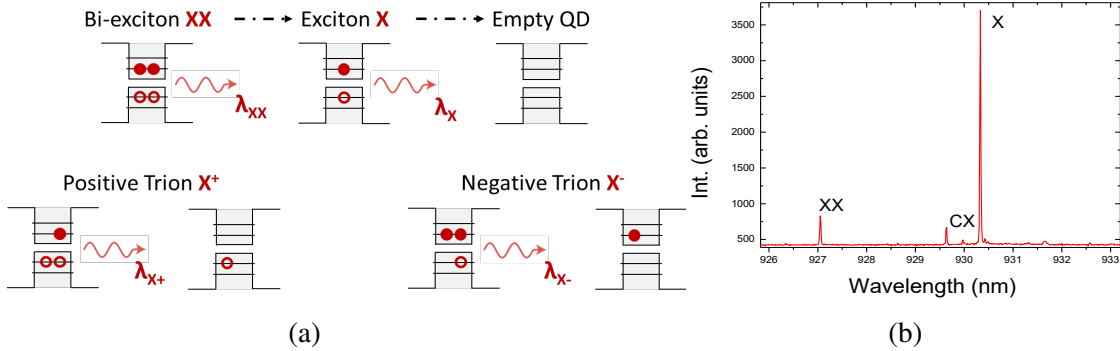 Bi-exciton XX Exciton X Empty QD
λXX λX
Positive Trion X+ Negative Trion X-
λX+ λX-
(a)
Int. (arb. units)
3500
3000
2500
2000
1500
1000
500
X
XX
CX
926 927 928 929 930 931 932 933
Wavelength (nm)
(b)